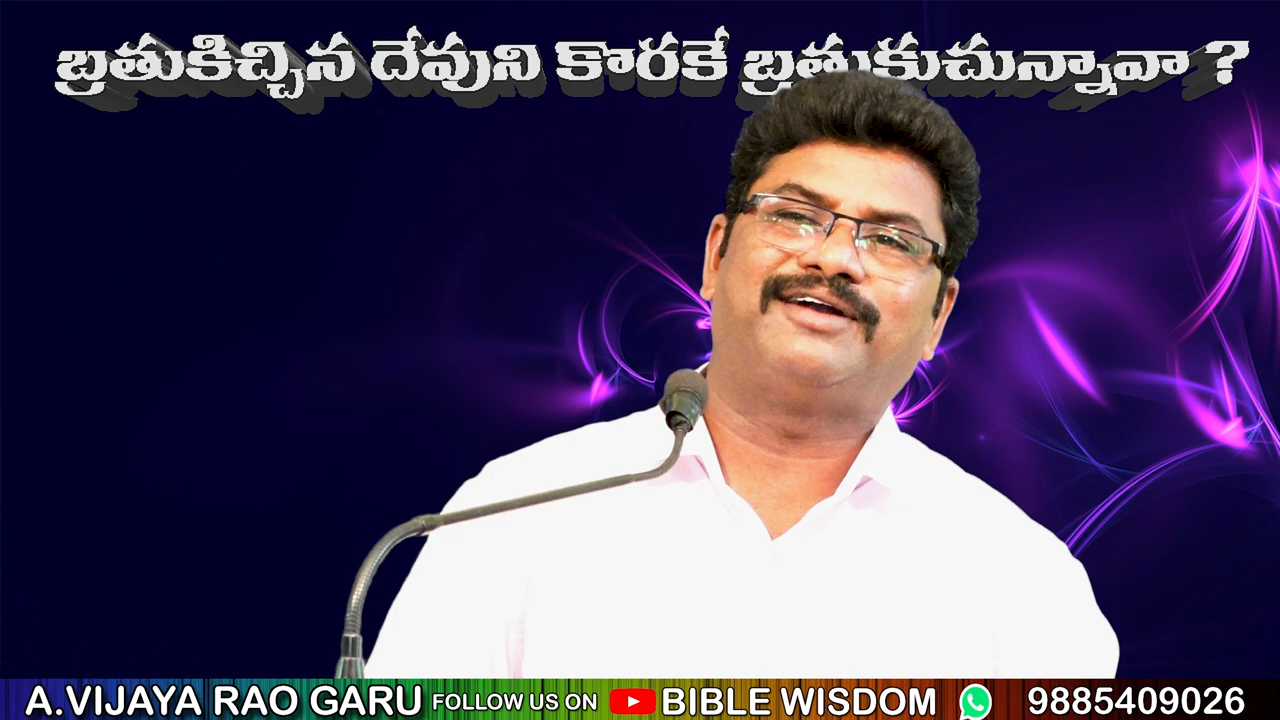 బ్రతుకిచ్చిన దేవుని కొరకే బ్రతుకుచున్నావా ?
A.VIJAYA RAO GARU FOLLOW US ON BIBLE WISDOM 9885409026